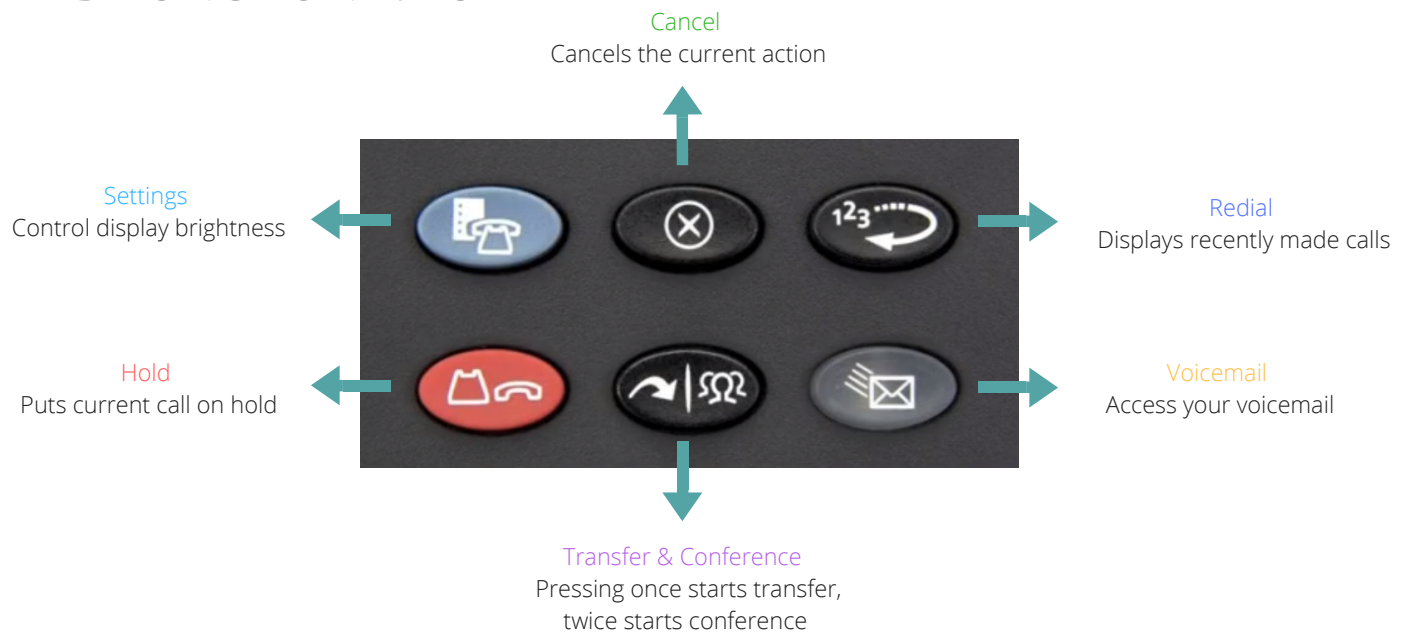 Cancel
Cancels the current action
Settings
Control display brightness
123
Redial
Displays recently made calls
Hold
Puts current call on hold
Voicemail
Access your voicemail
Transfer & Conference
Pressing once starts transfer,
twice starts conference